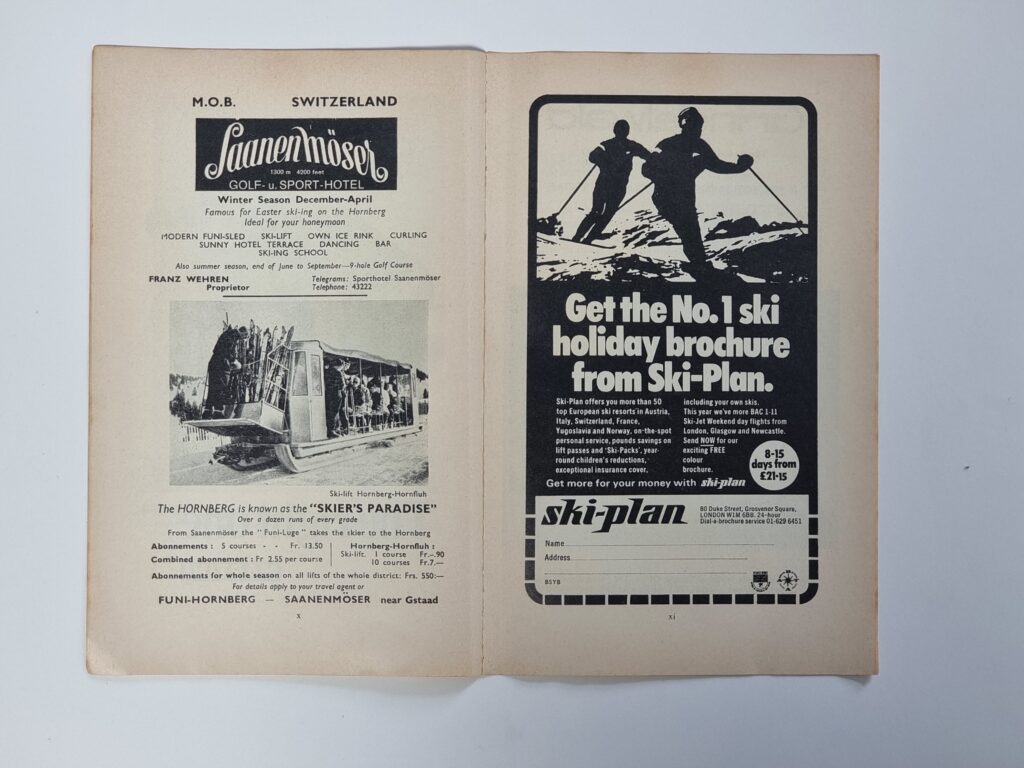 M.O.B. SWITZERLAND
Saanenmöser
1300 m 4200 feet
GOLF- u. SPORT-HOTEL
Winter Season December-April
Famous for Easter ski-ing on the Hornberg
Ideal for your honeymoon
MODERN FUNI-SLED SKI-LIFT OWN ICE RINK CURLING
SUNNY HOTEL TERRACE DANCING BAR
SKI-ING SCHOOL
Also summer season, end of June to September—9-hole Golf Course
FRANZ WEHREN Telegrams: Sporthotel Saanenmöser
Proprietor Telephone: 43222
Ski-lift Hornberg-Hornfluh
The HORNBERG is known as the "SKIER'S PARADISE"
Over a dozen runs of every grade
From Saanenmöser the "Funi-Luge" takes the skier to the Hornberg
Abonnements: 5 courses - - Fr. 13.50
Combined abonnement: Fr 2.55 per course
Hornberg-Hornfluh:
Ski-lift. 1 course Fr.—.90
10 courses Fr.7.—
Abonnements for whole season on all lifts of the whole district: Frs. 550:—
For details apply to your travel agent or
FUNI-HORNBERG — SAANENMÖSER near Gstaad
x
Get the No.1 ski
holiday brochure
from Ski-Plan.
Ski-Plan offers you more than 50
top European ski resorts in Austria,
Italy, Switzerland, France,
Yugoslavia and Norway, on-the-spot
personal service, pounds savings on
lift passes and 'Ski-Packs', year-
round children's reductions,
exceptional insurance cover,
including your own skis.
This year we've more BAC 1-11
Ski-Jet Weekend day flights from
London, Glasgow and Newcastle.
Send NOW for our
exciting FREE
colour
brochure.
8-15
days from
£21·15
Get more for your money with ski-plan
ski-plan
80 Duke Street, Grosvenor Square,
LONDON W1M 6BB. 24-hour
Dial-a-brochure service 01-629 6451
Name
Address
BSYB
xi